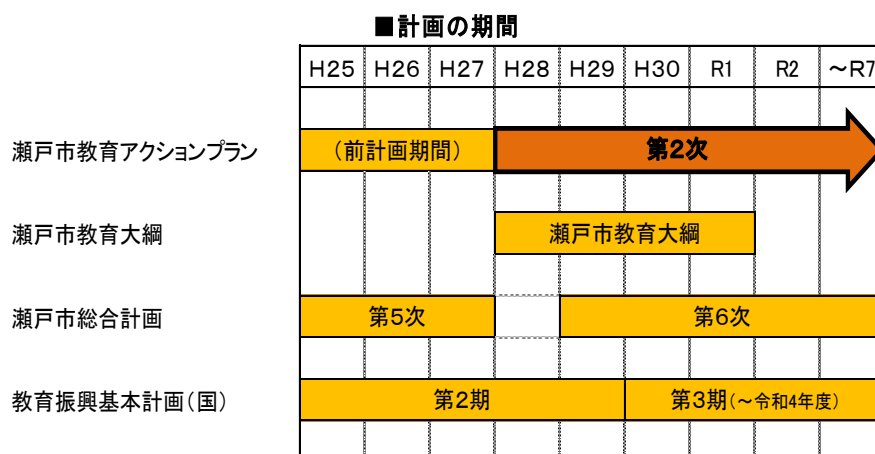 ■計画の期間
H25 H26 H27 H28 H29 H30 R1 R2 ～R7
瀬戸市教育アクションプラン （前計画期間） 第2次
瀬戸市教育大綱 瀬戸市教育大綱
瀬戸市総合計画 第5次 第6次
教育振興基本計画（国） 第2期 第3期（～令和4年度）